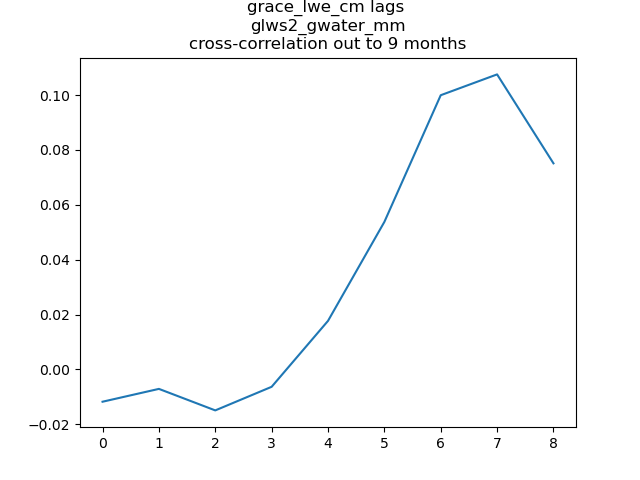 grace_lwe_cm lags
glws2_gwater_mm
cross-correlation out to 9 months
0.10
0.08
0.06
0.04
0.02
0.00
−0.02
0 1 2 3 4 5 6 7 8